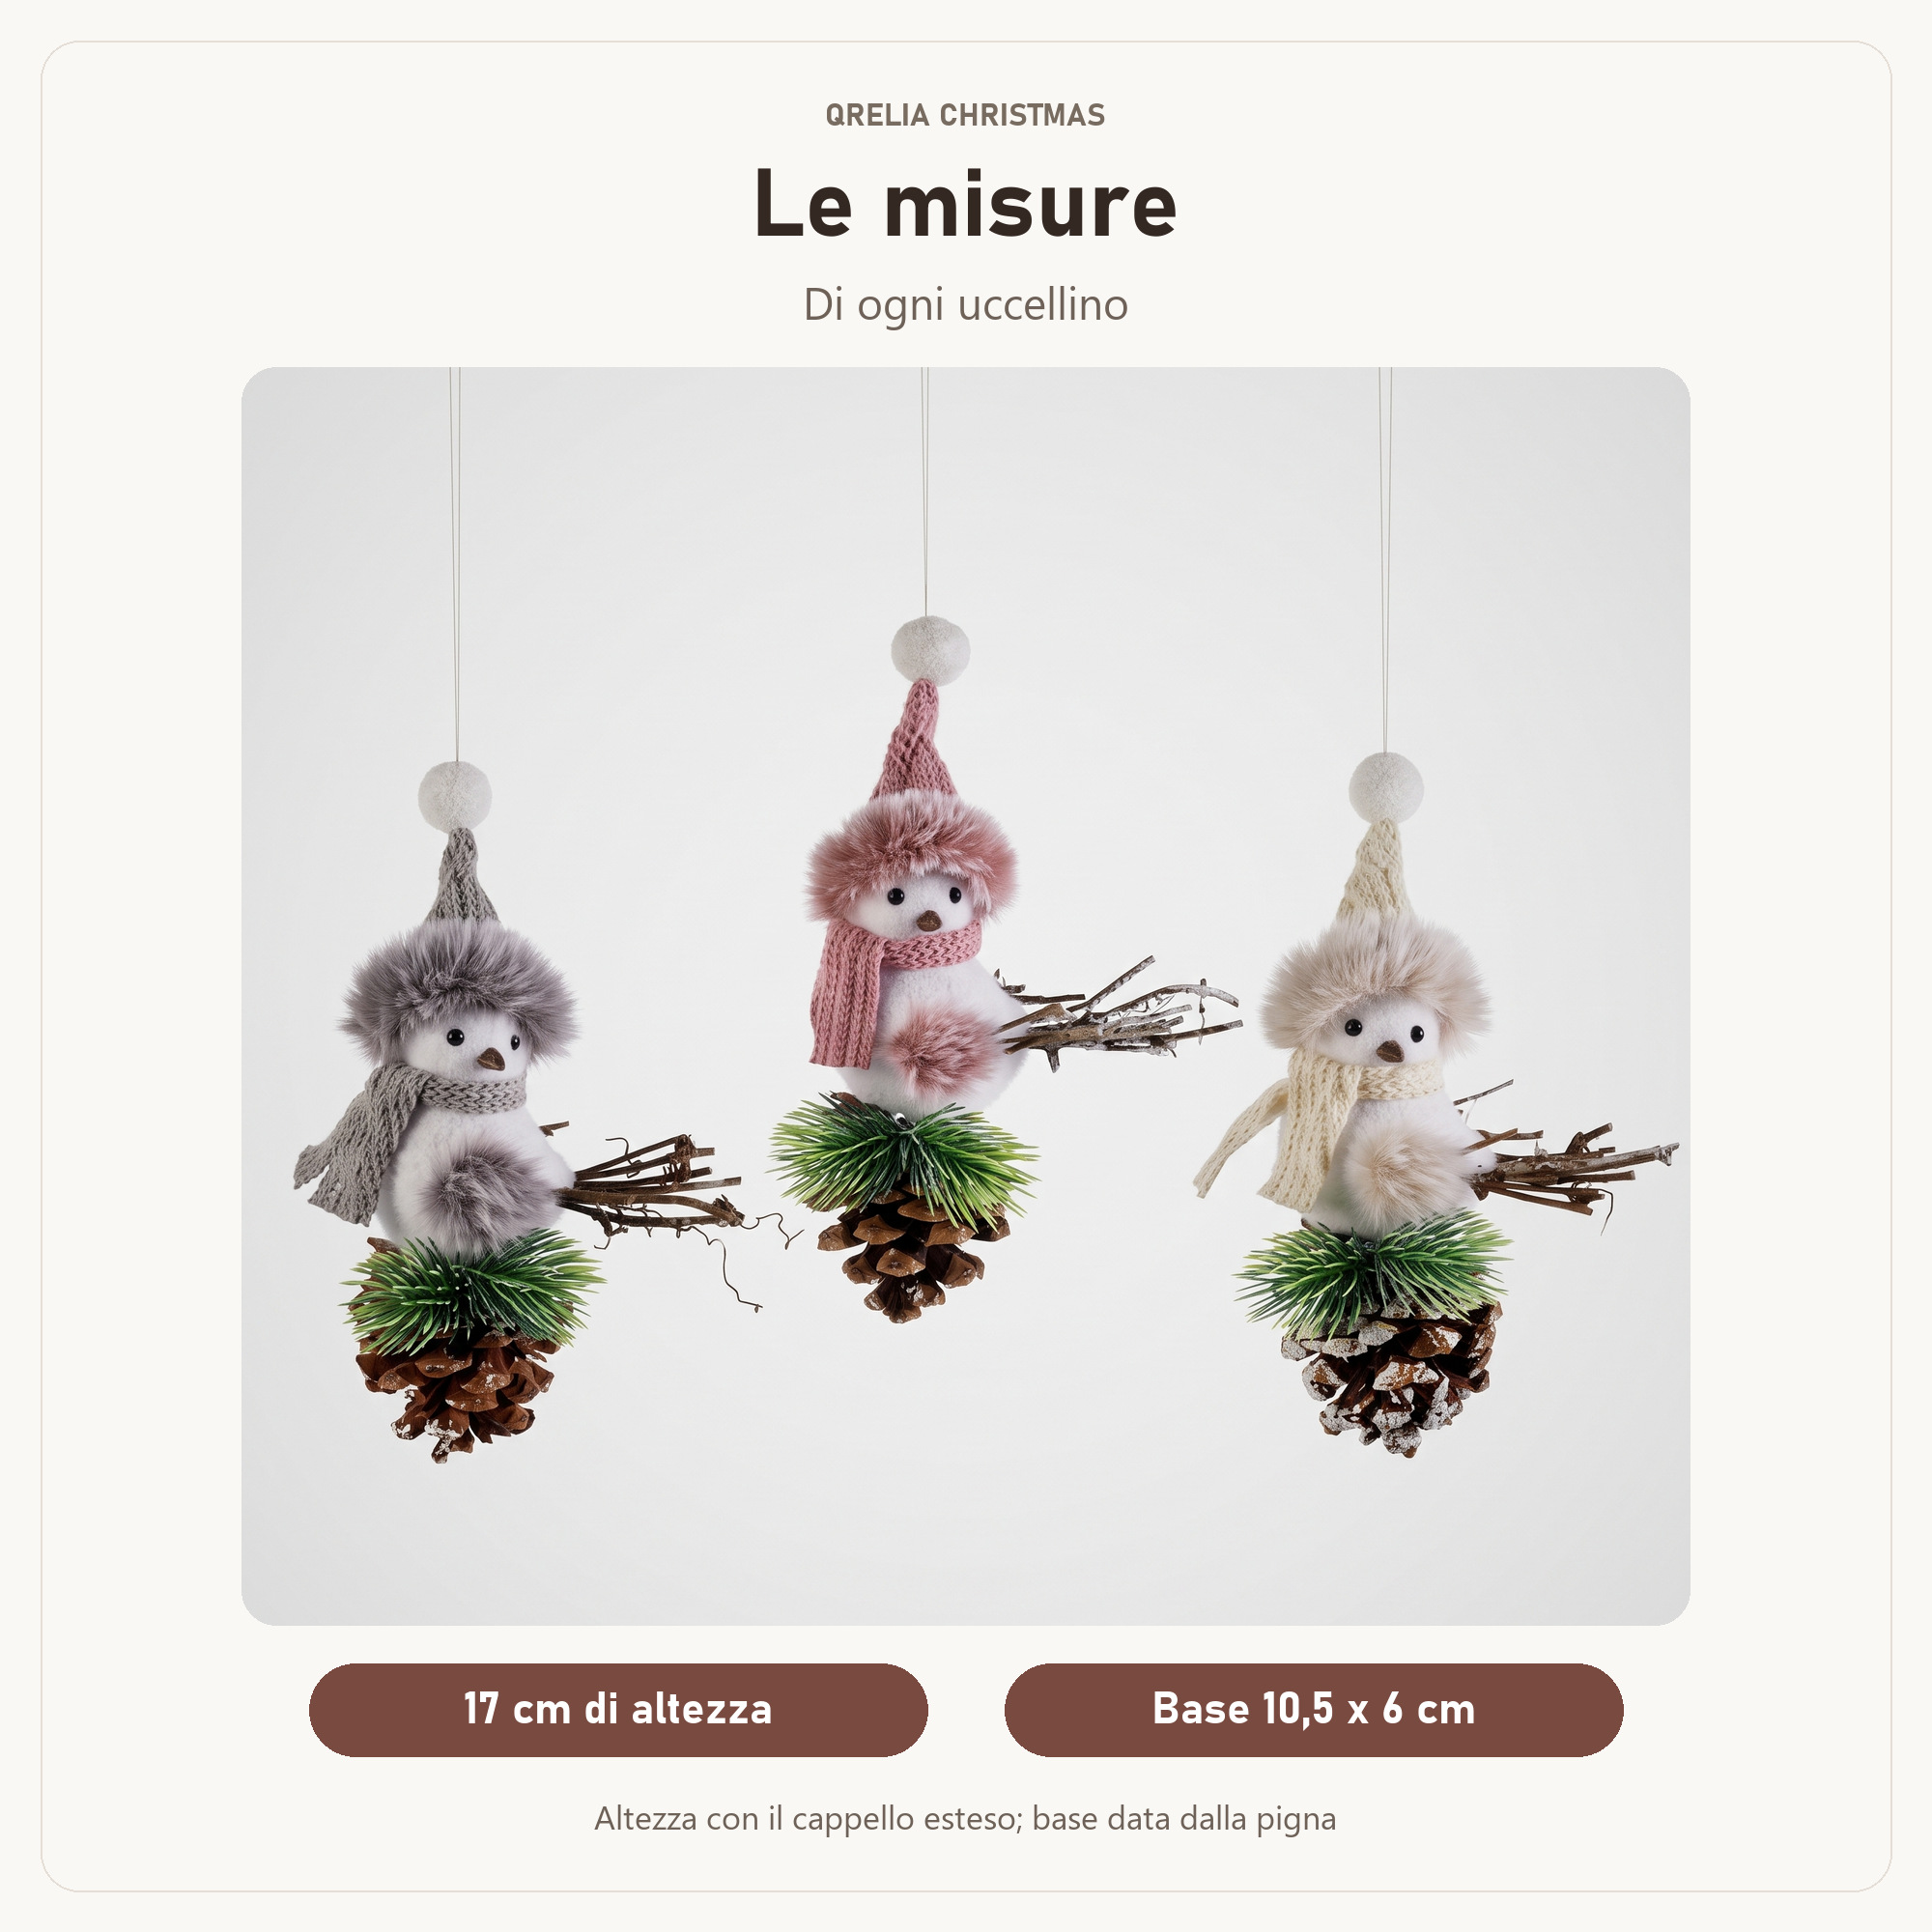 QRELIA CHRISTMAS
Le misure
Di ogni uccellino
17 cm di altezza
Base 10,5 x 6 cm
Altezza con il cappello esteso; base data dalla pigna